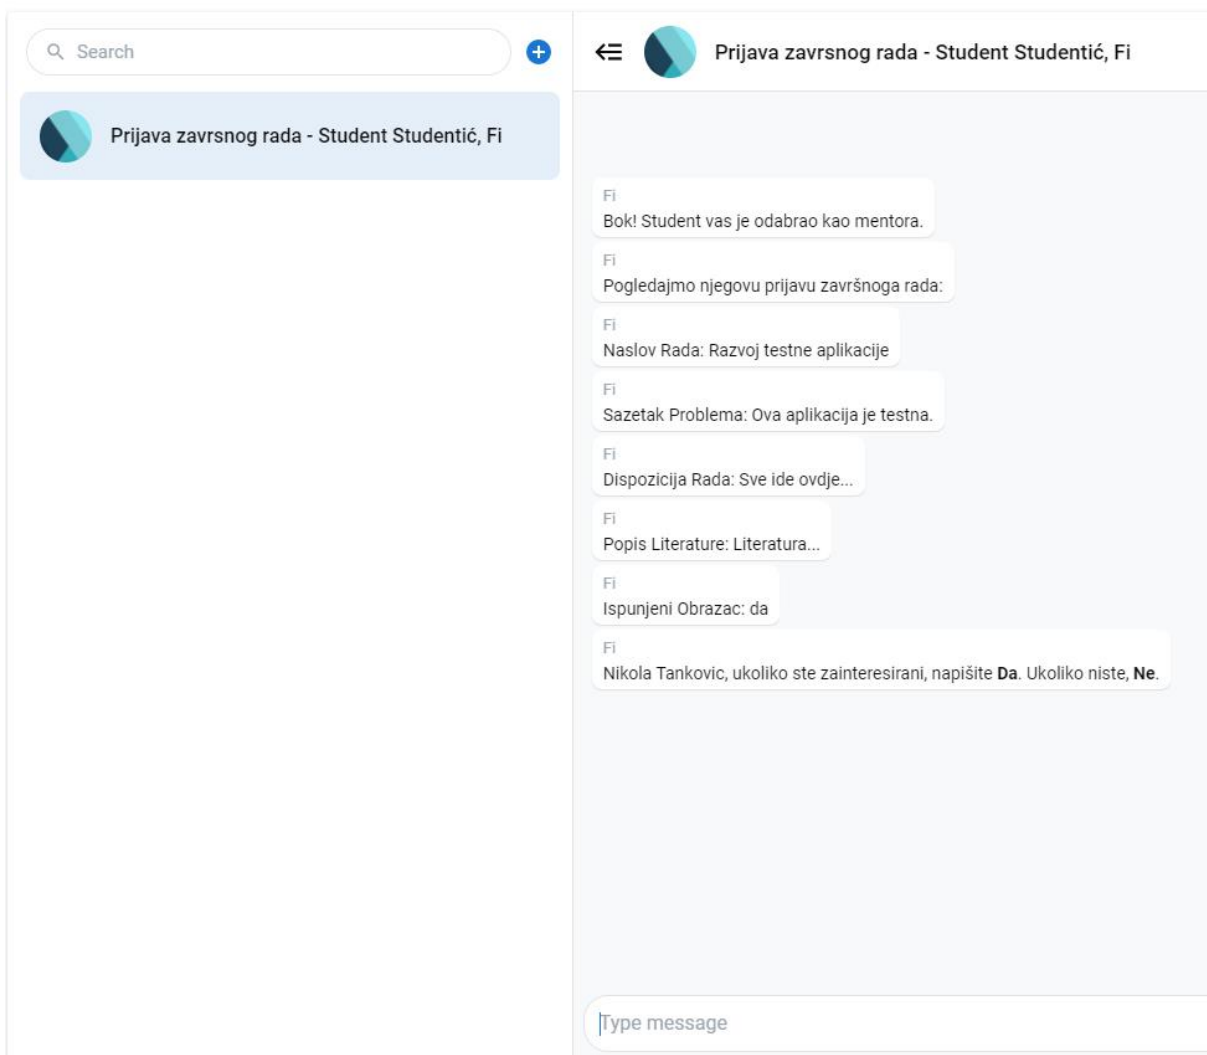 Search
Prijava zavrsnog rada - Student Studentić, Fi
Prijava zavrsnog rada - Student Studentić, Fi
Fi
Bok! Student vas je odabrao kao mentora.
Fi
Pogledajmo njegovu prijavu završnoga rada:
Fi
Naslov Rada: Razvoj testne aplikacije
Fi
Sazetak Problema: Ova aplikacija je testna.
Fi
Dispozicija Rada: Sve ide ovdje...
Fi
Popis Literature: Literatura...
Fi
Ispunjeni Obrazac: da
Fi
Nikola Tankovic, ukoliko ste zainteresirani, napišite Da. Ukoliko niste, Ne.
Type message